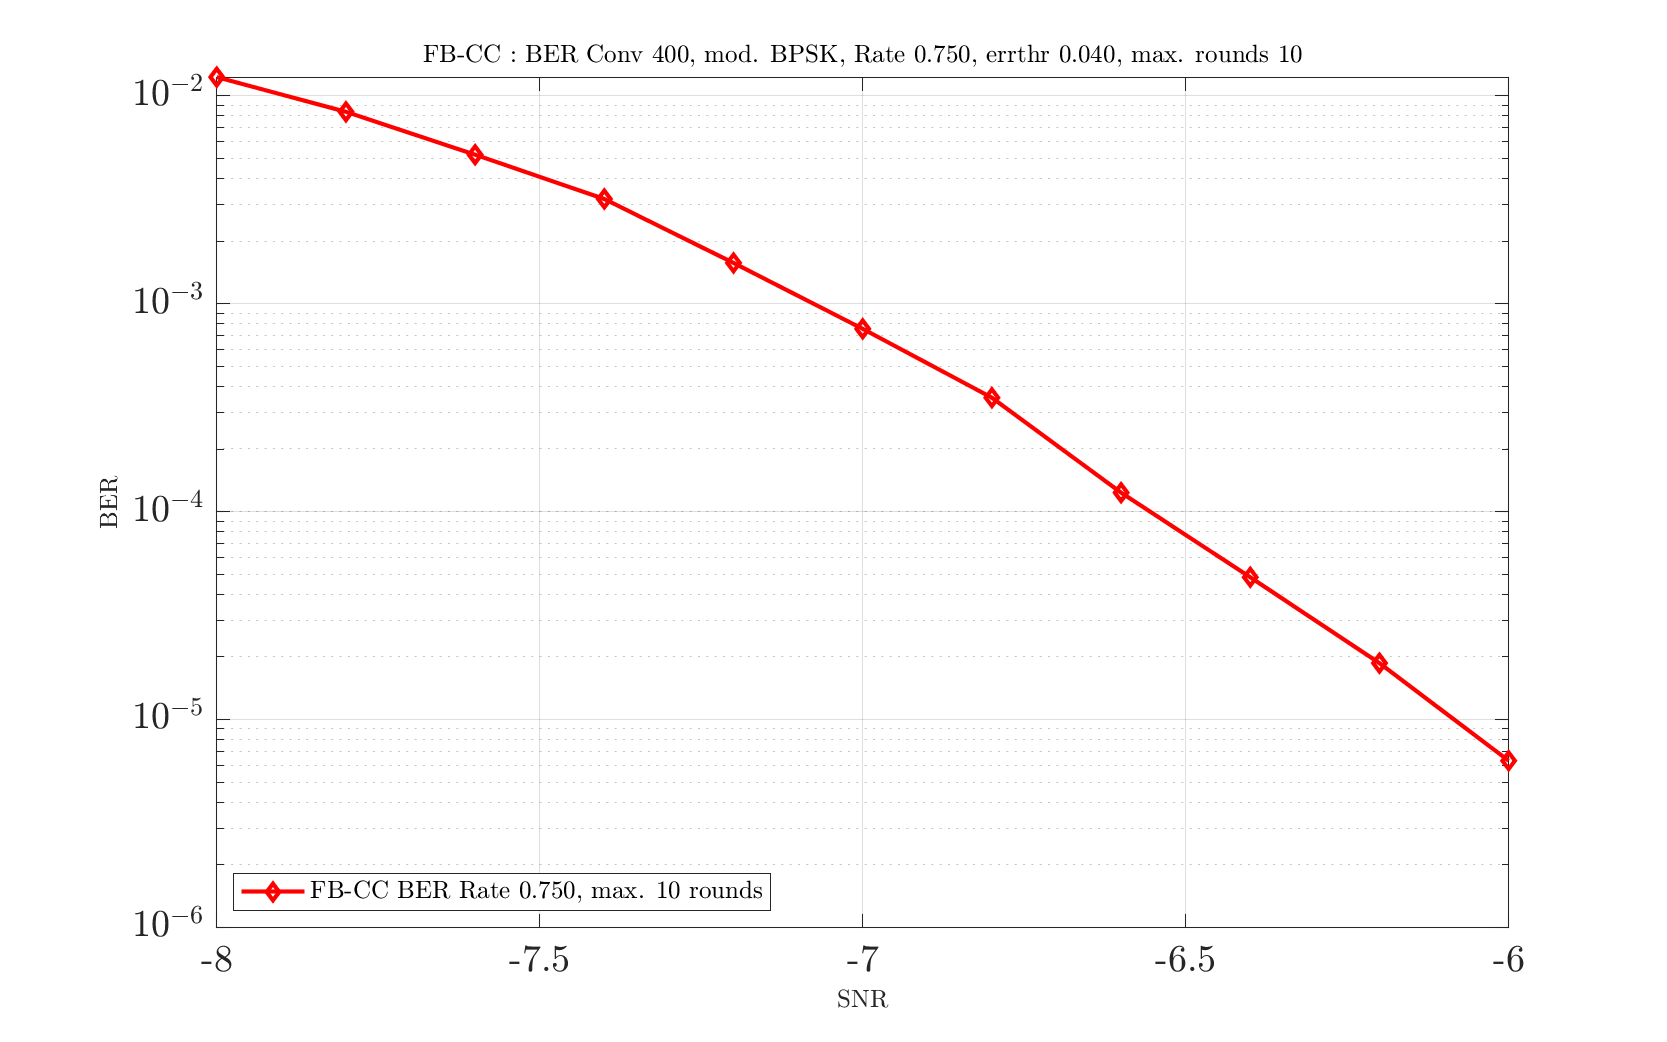 FB-CC : BER Conv 400, mod. BPSK, Rate 0.750, errthr 0.040, max. rounds 10
10^{-2}
10^{-3}
10^{-4}
10^{-5}
10^{-6}
BER
FB-CC BER Rate 0.750, max. 10 rounds
-8 -7.5 -7 -6.5 -6
SNR